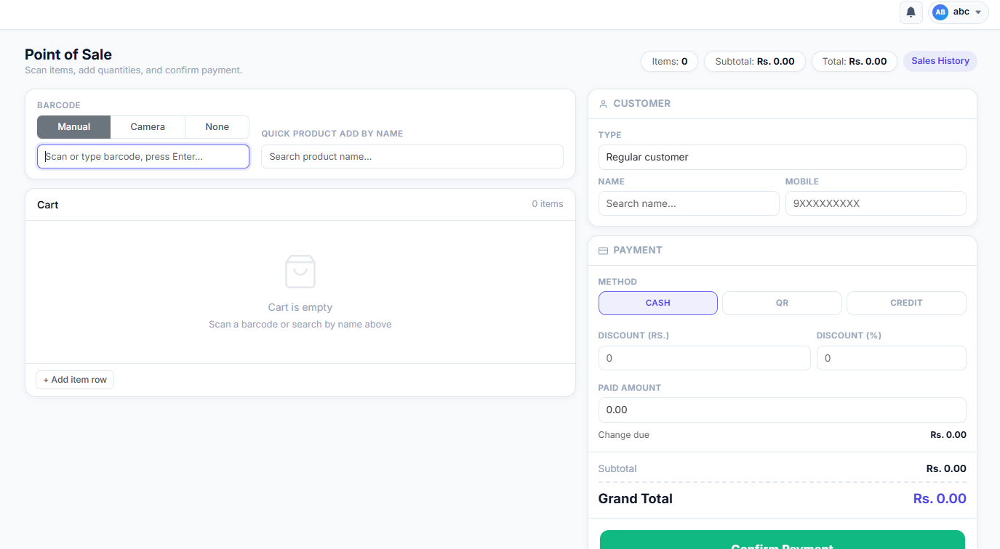 AB abc
Point of Sale
Scan items, add quantities, and confirm payment.
Items: 0 Subtotal: Rs. 0.00 Total: Rs. 0.00 Sales History
BARCODE
Manual Camera None
Scan or type barcode, press Enter...
QUICK PRODUCT ADD BY NAME
Search product name...
Cart 0 items
Cart is empty
Scan a barcode or search by name above
+ Add item row
CUSTOMER
TYPE
Regular customer
NAME MOBILE
Search name... 9XXXXXXXXX
PAYMENT
METHOD
CASH QR CREDIT
DISCOUNT (RS.) DISCOUNT (%)
0 0
PAID AMOUNT
0.00
Change due Rs. 0.00
Subtotal Rs. 0.00
Grand Total Rs. 0.00
Confirm Payment